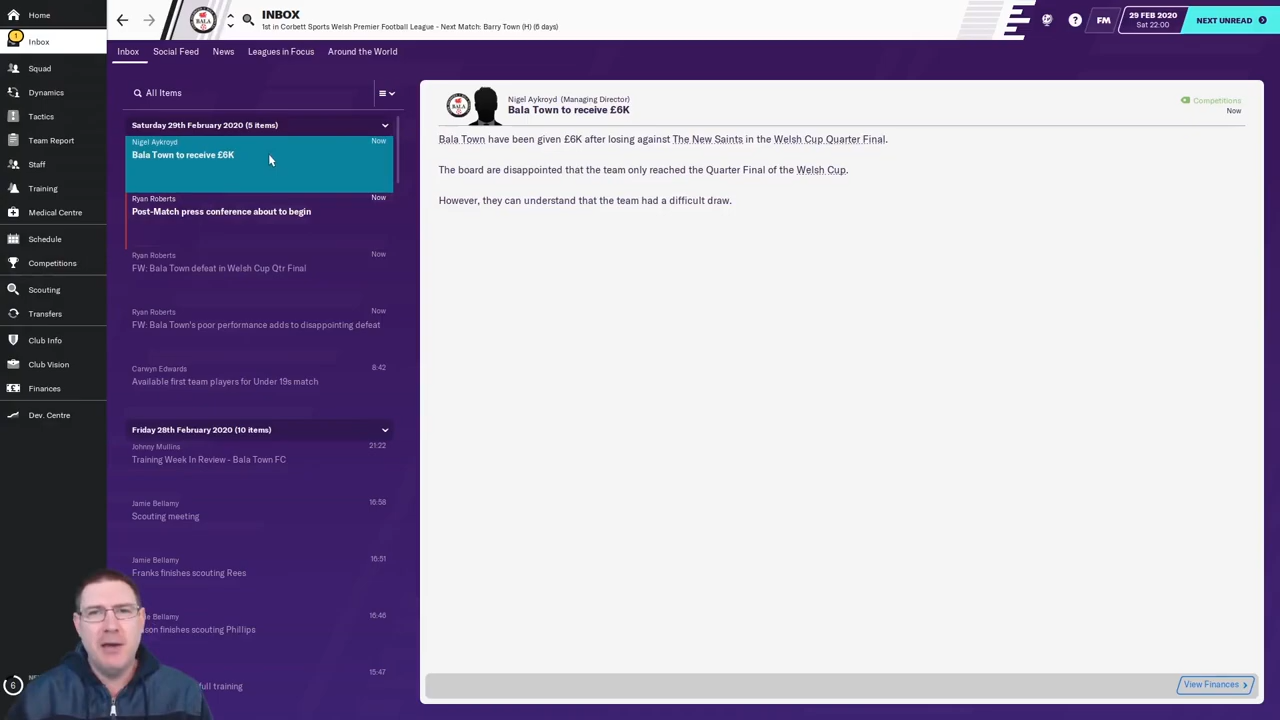 Home
Inbox
Squad
Dynamics
Tactics
Team Report
Staff
Training
Medical Centre
Schedule
Competitions
Scouting
Transfers
Club Info
Club Vision
Finances
Dev. Centre
1
6
BALA
INBOX
1st in Corbett Sports Welsh Premier Football League - Next Match: Barry Town (H) (6 days)
?
FM
29 FEB 2020
Sat 22:00
NEXT UNREAD
Inbox
Social Feed
News
Leagues in Focus
Around the World
All Items
Saturday 29th February 2020 (5 items)
Nigel Aykroyd
Now
Bala Town to receive £6K
Ryan Roberts
Now
Post-Match press conference about to begin
Ryan Roberts
Now
FW: Bala Town defeat in Welsh Cup Qtr Final
Ryan Roberts
Now
FW: Bala Town's poor performance adds to disappointing defeat
Carwyn Edwards
8:42
Available first team players for Under 19s match
Friday 28th February 2020 (10 items)
Johnny Mullins
21:22
Training Week In Review - Bala Town FC
Jamie Bellamy
16:58
Scouting meeting
Jamie Bellamy
16:51
Franks finishes scouting Rees
Bellamy
16:46
finishes scouting Phillips
15:47
full training
BALA
Nigel Aykroyd (Managing Director)
Bala Town to receive £6K
Competitions
Now
Bala Town have been given £6K after losing against The New Saints in the Welsh Cup Quarter Final.
The board are disappointed that the team only reached the Quarter Final of the Welsh Cup.
However, they can understand that the team had a difficult draw.
View Finances